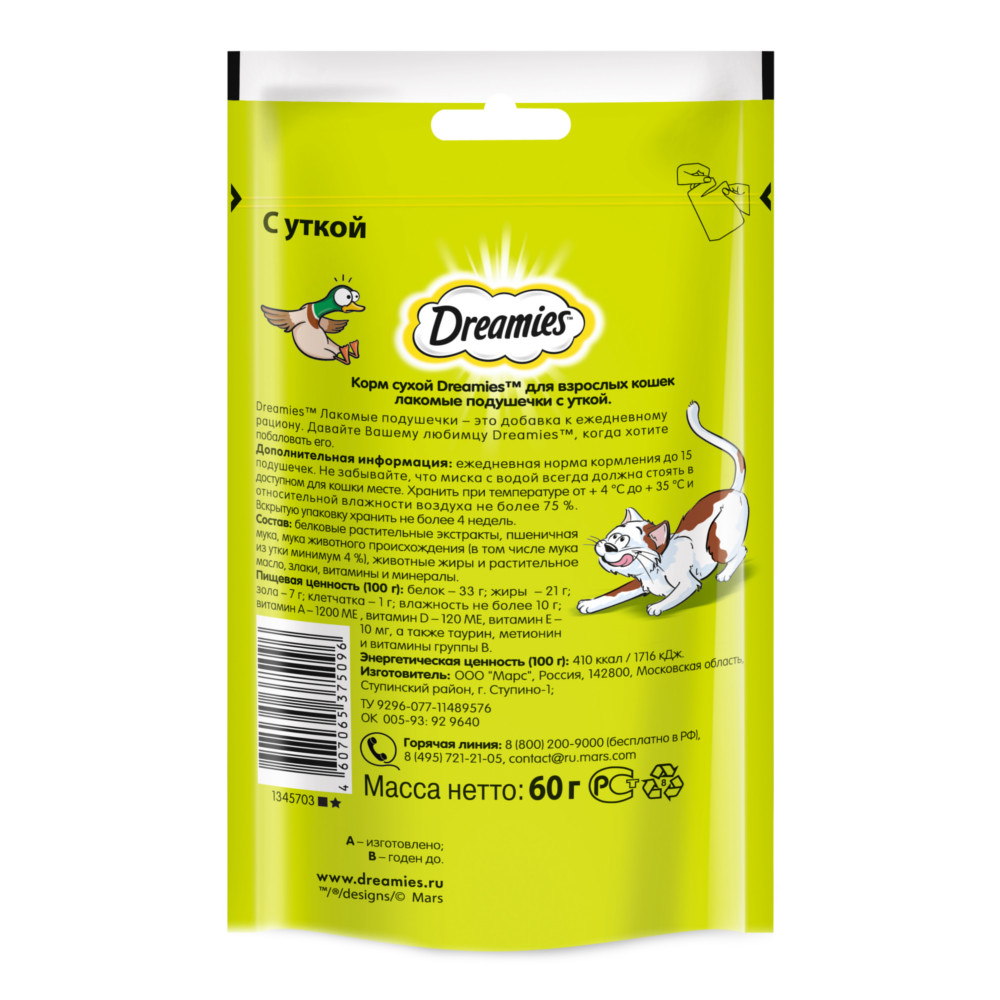 С уткой
Dreamies™
Корм сухой Dreamies™ для взрослых кошек
лакомые подушечки с уткой.
Dreamies™ Лакомые подушечки – это добавка к ежедневному
рациону. Давайте Вашему любимцу Dreamies™, когда хотите
побаловать его.
Дополнительная информация: ежедневная норма кормления до 15
подушечек. Не забывайте, что миска с водой всегда должна стоять в
доступном для кошки месте. Хранить при температуре от + 4 °C до + 35 °C и
относительной влажности воздуха не более 75 %.
Вскрытую упаковку хранить не более 4 недель.
Состав: белковые растительные экстракты, пшеничная
мука, мука животного происхождения (в том числе мука
из утки минимум 4 %), животные жиры и растительное
масло, злаки, витамины и минералы.
Пищевая ценность (100 г): белок – 33 г; жиры – 21 г;
зола – 7 г; клетчатка – 1 г; влажность не более 10 г;
витамин А – 1200 МЕ , витамин D – 120 МЕ, витамин Е –
10 мг, а также таурин, метионин
и витамины группы В.
Энергетическая ценность (100 г): 410 ккал / 1716 кДж.
Изготовитель: ООО "Марс", Россия, 142800, Московская область,
Ступинский район, г. Ступино-1;
ТУ 9296-077-11489576
ОК 005-93: 92 9640
Горячая линия: 8 (800) 200-9000 (бесплатно в РФ),
8 (495) 721-21-05, contact@ru.mars.com
Масса нетто: 60 г
РСТ
8
4 607065 375096
1345703
А – изготовлено;
В – годен до.
www.dreamies.ru
™/®/designs/© Mars